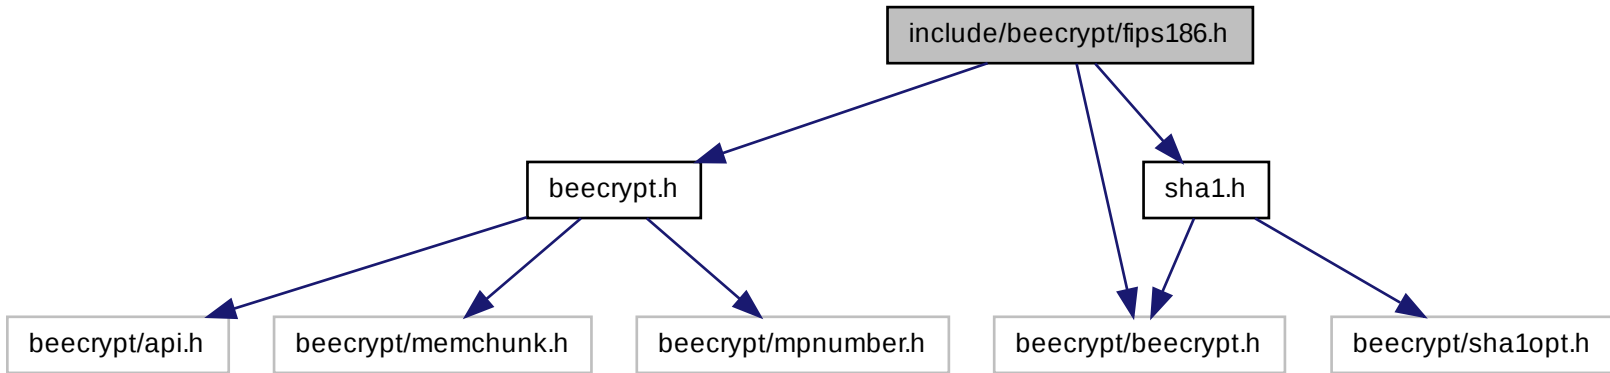 include/beecrypt/fips186.h
beecrypt.h
sha1.h
beecrypt/api.h
beecrypt/memchunk.h
beecrypt/mpnumber.h
beecrypt/beecrypt.h
beecrypt/sha1opt.h